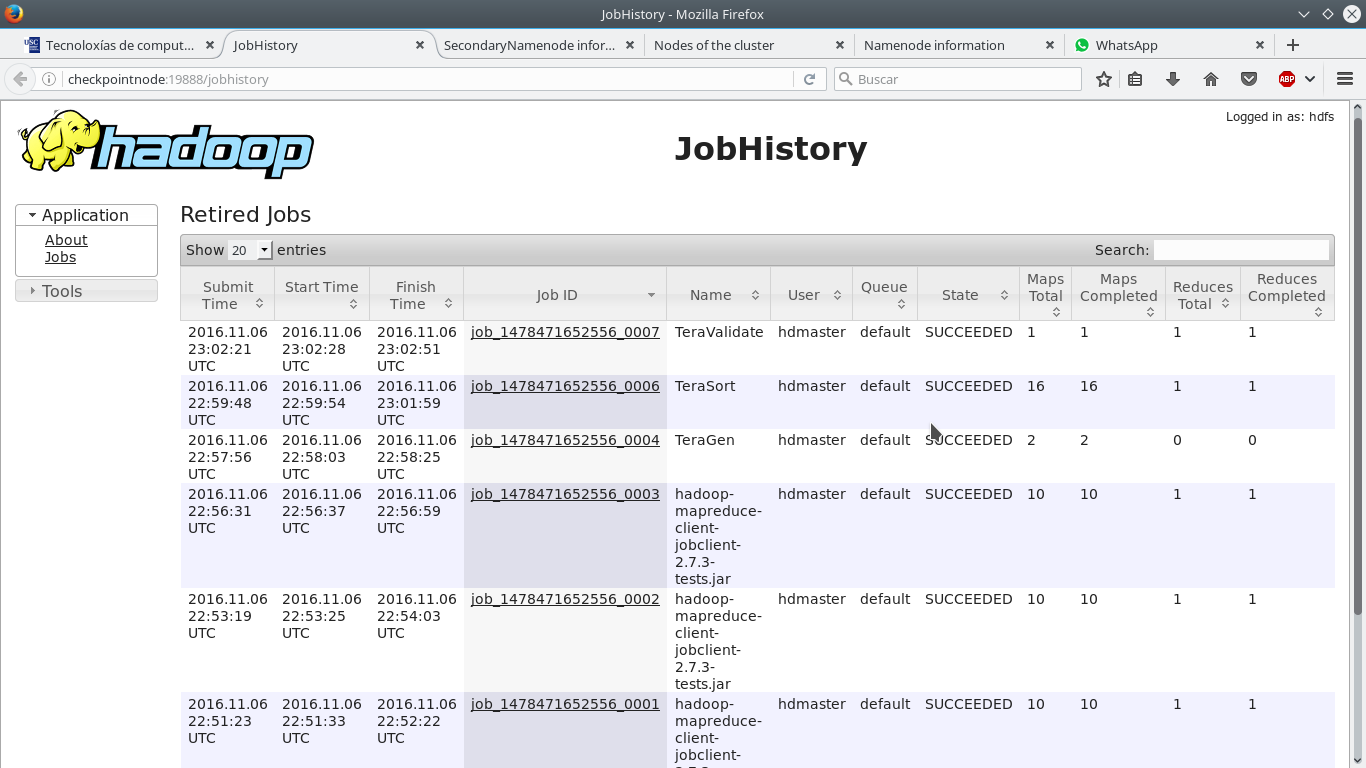 JobHistory - Mozilla Firefox
Tecnoloxías de comput... JobHistory SecondaryNamenode infor... Nodes of the cluster Namenode information WhatsApp
checkpointnode:19888/jobhistory Buscar
ABP
Logged in as: hdfs
hadoop
JobHistory
Application
About
Jobs
Tools
Retired Jobs
Show 20 entries Search:
Submit Time Start Time Finish Time Job ID Name User Queue State Maps Total Maps Completed Reduces Total Reduces Completed
2016.11.06 2016.11.06 2016.11.06 job_1478471652556_0007 TeraValidate hdmaster default SUCCEEDED 1 1 1 1
23:02:21 23:02:28 23:02:51
UTC UTC UTC
2016.11.06 2016.11.06 2016.11.06 job_1478471652556_0006 TeraSort hdmaster default SUCCEEDED 16 16 1 1
22:59:48 22:59:54 23:01:59
UTC UTC UTC
2016.11.06 2016.11.06 2016.11.06 job_1478471652556_0004 TeraGen hdmaster default SUCCEEDED 2 2 0 0
22:57:56 22:58:03 22:58:25
UTC UTC UTC
2016.11.06 2016.11.06 2016.11.06 job_1478471652556_0003 hadoop- hdmaster default SUCCEEDED 10 10 1 1
22:56:31 22:56:37 22:56:59 mapreduce-
UTC UTC UTC client-
jobclient-
2.7.3-
tests.jar
2016.11.06 2016.11.06 2016.11.06 job_1478471652556_0002 hadoop- hdmaster default SUCCEEDED 10 10 1 1
22:53:19 22:53:25 22:54:03 mapreduce-
UTC UTC UTC client-
jobclient-
2.7.3-
tests.jar
2016.11.06 2016.11.06 2016.11.06 job_1478471652556_0001 hadoop- hdmaster default SUCCEEDED 10 10 1 1
22:51:23 22:51:33 22:52:22 mapreduce-
UTC UTC UTC client-
jobclient-